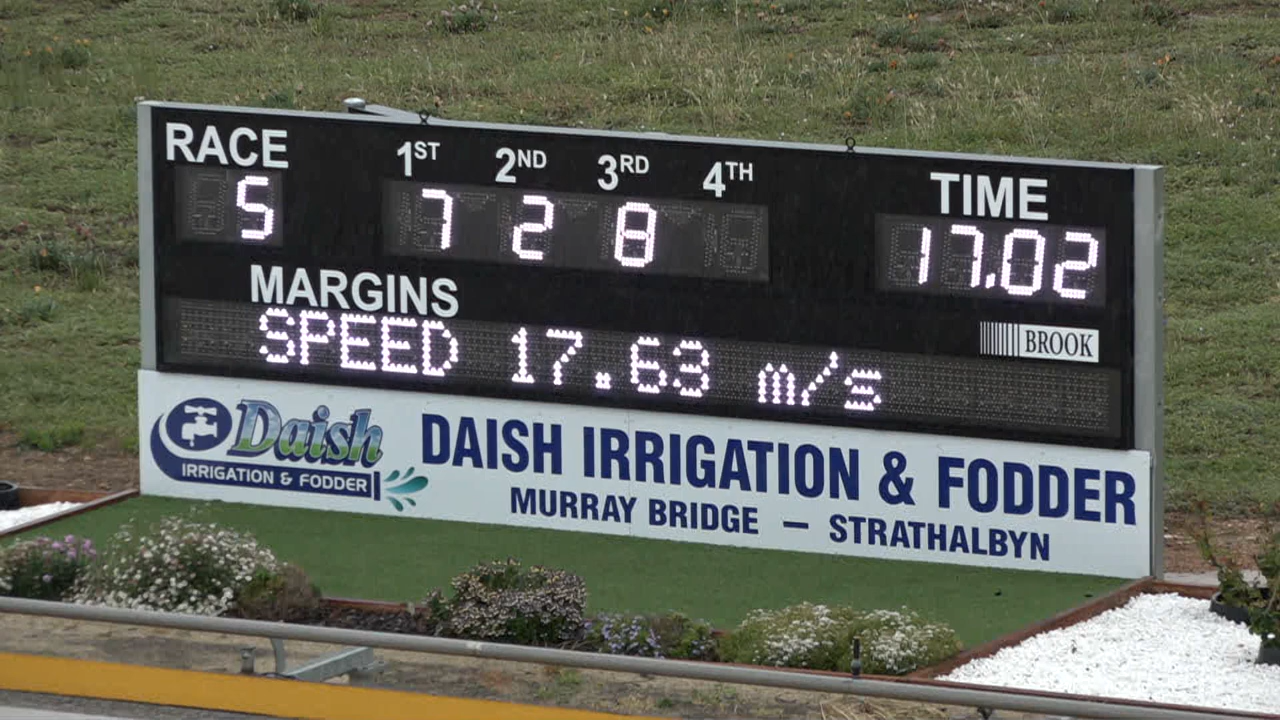 RACE 1ST 2ND 3RD 4TH TIME
5 7 2 8 17.02
MARGINS
BROOK
SPEED 17.63 m/s
Daish
IRRIGATION & FODDER
DAISH IRRIGATION & FODDER
MURRAY BRIDGE — STRATHALBYN